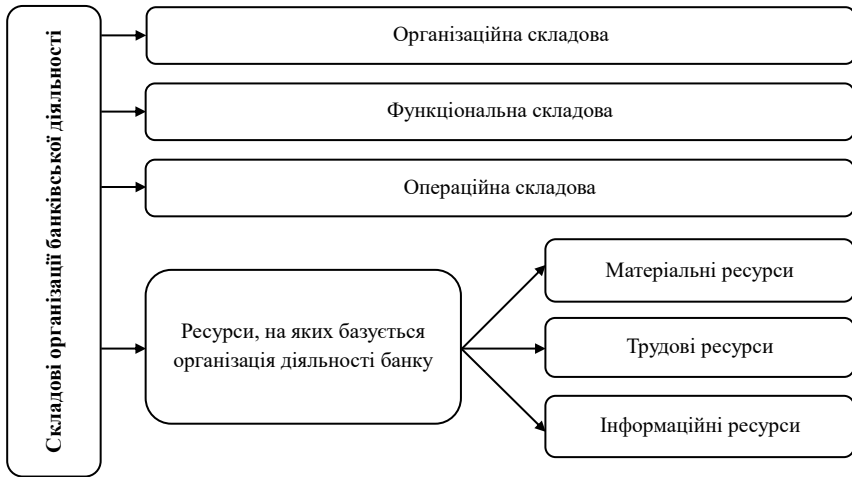 Складові організації банківської діяльності
Організаційна складова
Функціональна складова
Операційна складова
Ресурси, на яких базується
організація діяльності банку
Матеріальні ресурси
Трудові ресурси
Інформаційні ресурси